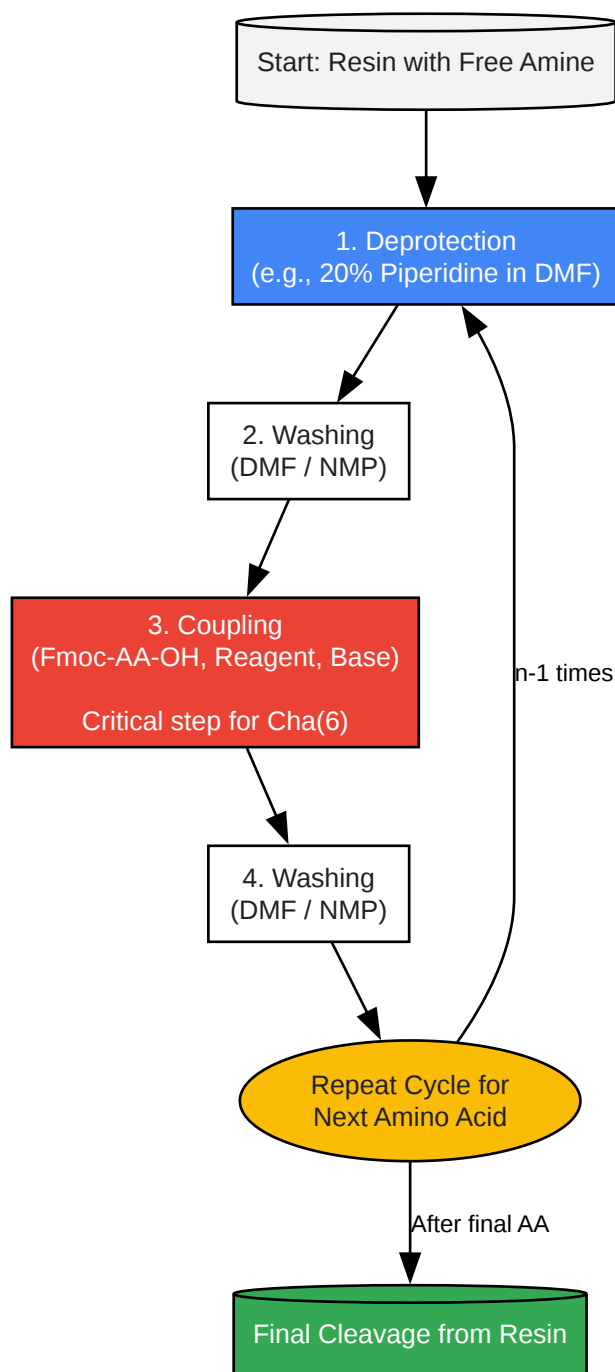 Start: Resin with Free Amine
1. Deprotection
(e.g., 20% Piperidine in DMF)
2. Washing
(DMF / NMP)
3. Coupling
(Fmoc-AA-OH, Reagent, Base)
Critical step for Cha(6)
n-1 times
4. Washing
(DMF / NMP)
Repeat Cycle for
Next Amino Acid
After final AA
Final Cleavage from Resin